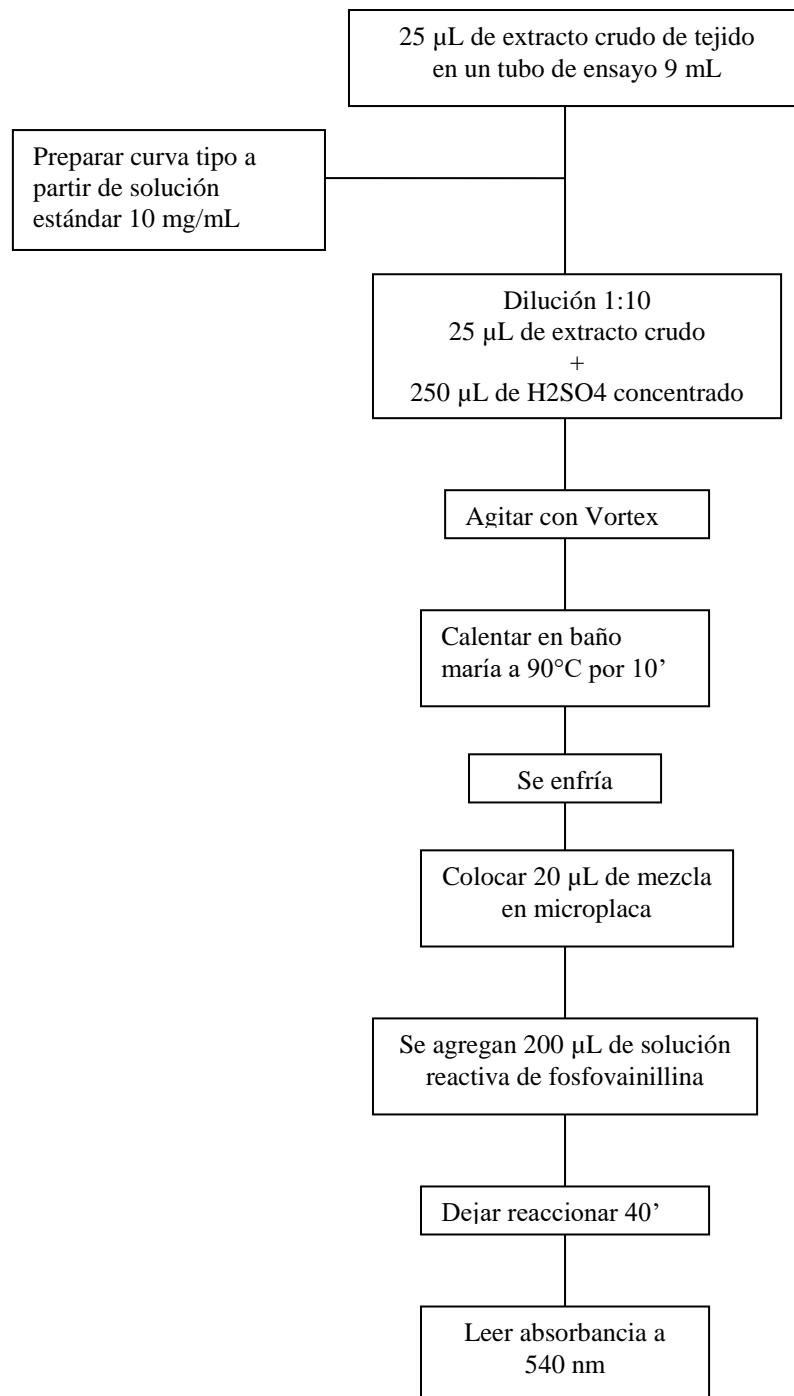 25 µL de extracto crudo de tejido
en un tubo de ensayo 9 mL
Preparar curva tipo a
partir de solución
estándar 10 mg/mL
Dilución 1:10
25 µL de extracto crudo
+
250 µL de H2SO4 concentrado
Agitar con Vortex
Calentar en baño
maría a 90°C por 10’
Se enfría
Colocar 20 µL de mezcla
en microplaca
Se agregan 200 µL de solución
reactiva de fosfovainillina
Dejar reaccionar 40’
Leer absorbancia a
540 nm